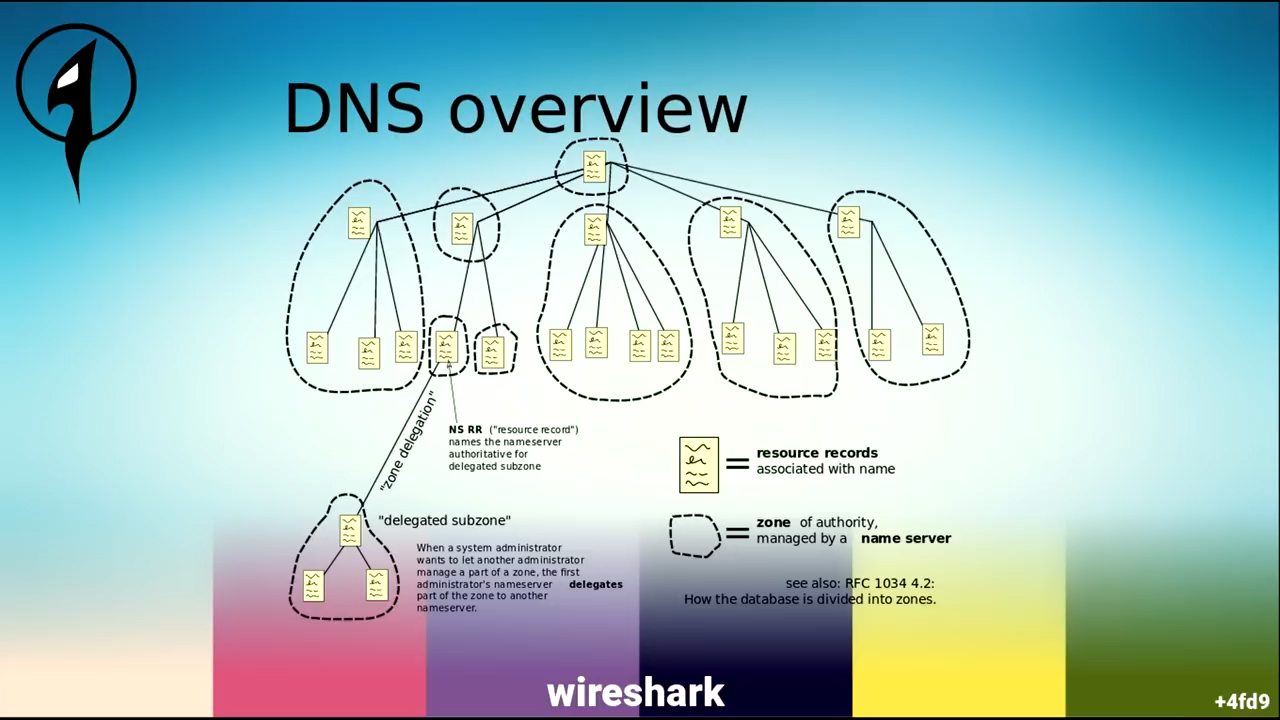 DNS overview
"zone delegation"
NS RR ("resource record")
names the nameserver
authoritative for
delegated subzone
resource records
associated with name
"delegated subzone"
zone of authority,
managed by a name server
When a system administrator
wants to let another administrator
manage a part of a zone, the first
administrator's nameserver delegates
part of the zone to another
nameserver.
see also: RFC 1034 4.2:
How the database is divided into zones.
wireshark
+4fd9